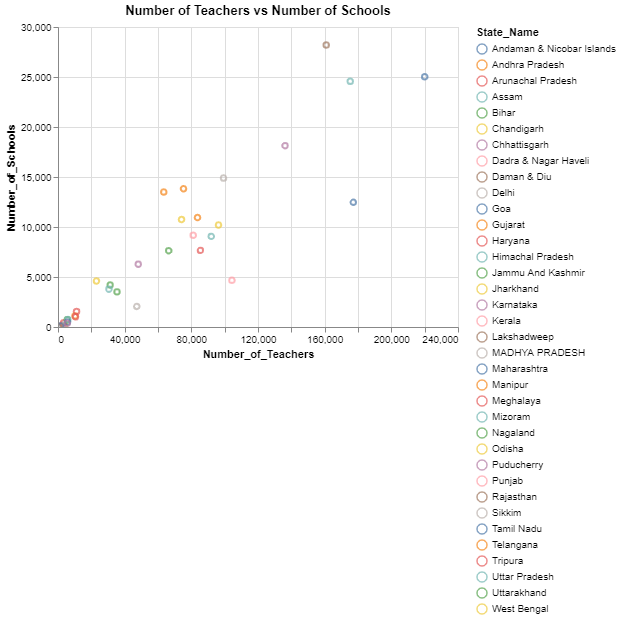 Number of Teachers vs Number of Schools
30,000
25,000
20,000
15,000
10,000
5,000
0
Number_of_Schools
0
40,000
80,000
120,000
160,000
200,000
240,000
Number_of_Teachers
State_Name
Andaman & Nicobar Islands
Andhra Pradesh
Arunachal Pradesh
Assam
Bihar
Chandigarh
Chhattisgarh
Dadra & Nagar Haveli
Daman & Diu
Delhi
Goa
Gujarat
Haryana
Himachal Pradesh
Jammu And Kashmir
Jharkhand
Karnataka
Kerala
Lakshadweep
MADHYA PRADESH
Maharashtra
Manipur
Meghalaya
Mizoram
Nagaland
Odisha
Puducherry
Punjab
Rajasthan
Sikkim
Tamil Nadu
Telangana
Tripura
Uttar Pradesh
Uttarakhand
West Bengal